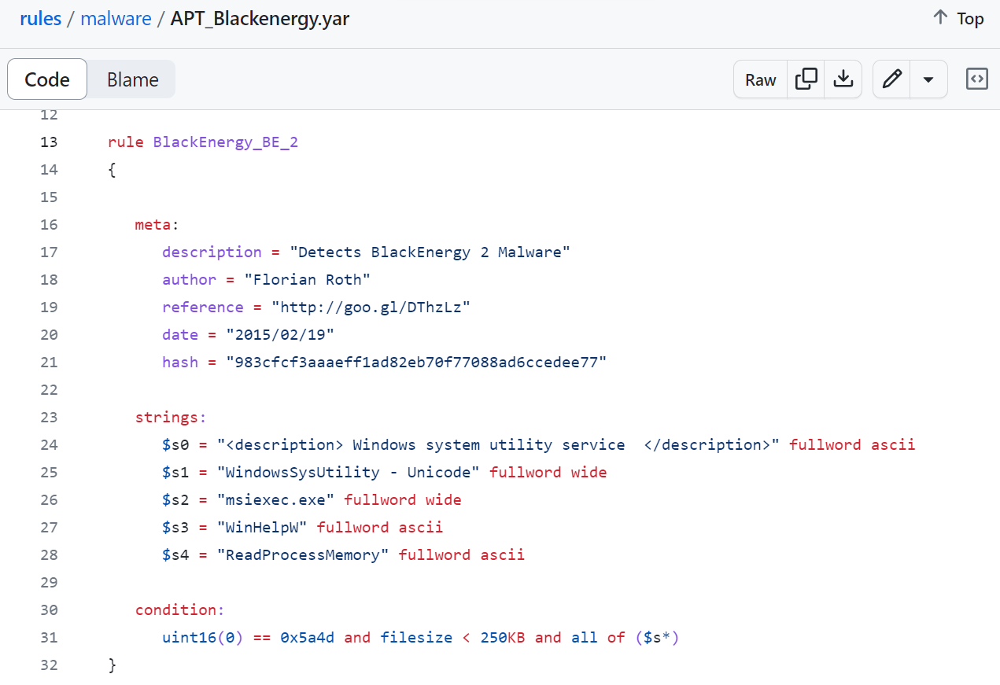 rules / malware / APT_Blackenergy.yar
Top
Code
Blame
Raw
12
13 rule BlackEnergy_BE_2
14 {
15
16 meta:
17 description = "Detects BlackEnergy 2 Malware"
18 author = "Florian Roth"
19 reference = "http://goo.gl/DThzLz"
20 date = "2015/02/19"
21 hash = "983cfcf3aaaeff1ad82eb70f77088ad6ccedee77"
22
23 strings:
24 $s0 = "<description> Windows system utility service  </description>" fullword ascii
25 $s1 = "WindowsSysUtility - Unicode" fullword wide
26 $s2 = "msiexec.exe" fullword wide
27 $s3 = "WinHelpW" fullword ascii
28 $s4 = "ReadProcessMemory" fullword ascii
29
30 condition:
31 uint16(0) == 0x5a4d and filesize < 250KB and all of ($s*)
32 }